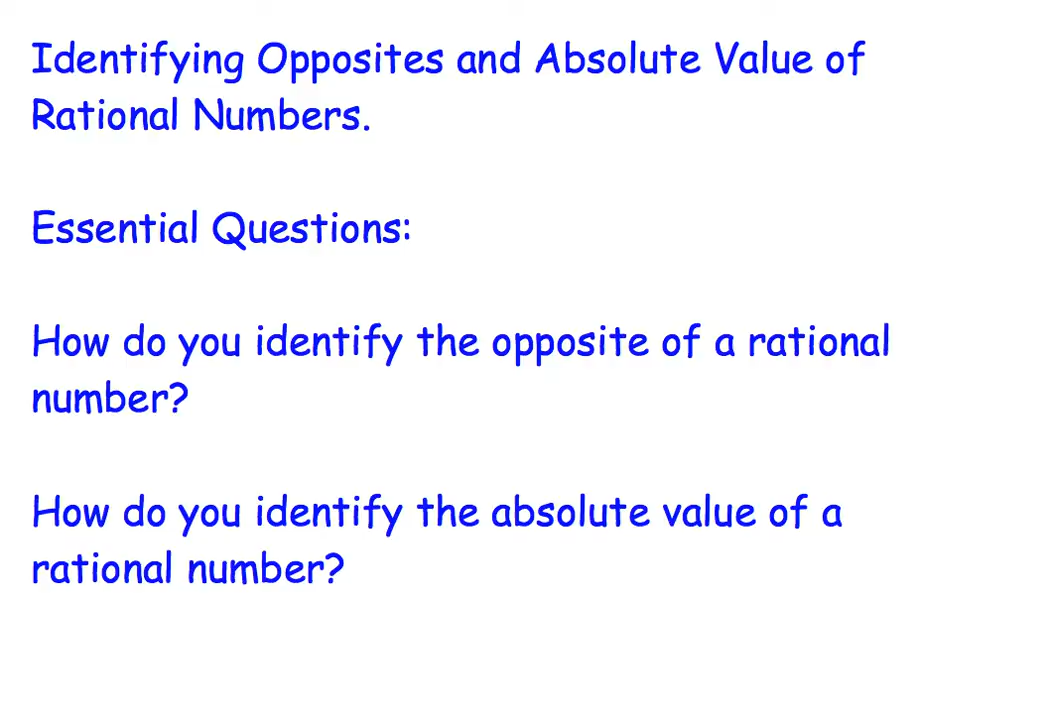 Identifying Opposites and Absolute Value of
Rational Numbers.
Essential Questions:
How do you identify the opposite of a rational
number?
How do you identify the absolute value of a
rational number?